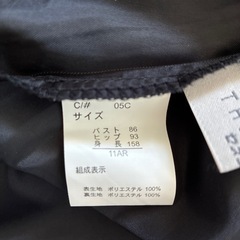 C/# 05C
サイズ
バスト 86
ヒップ 93
身長 158
11AR
組成表示
表生地 ポリエステル 100%
裏生地 ポリエステル 100%